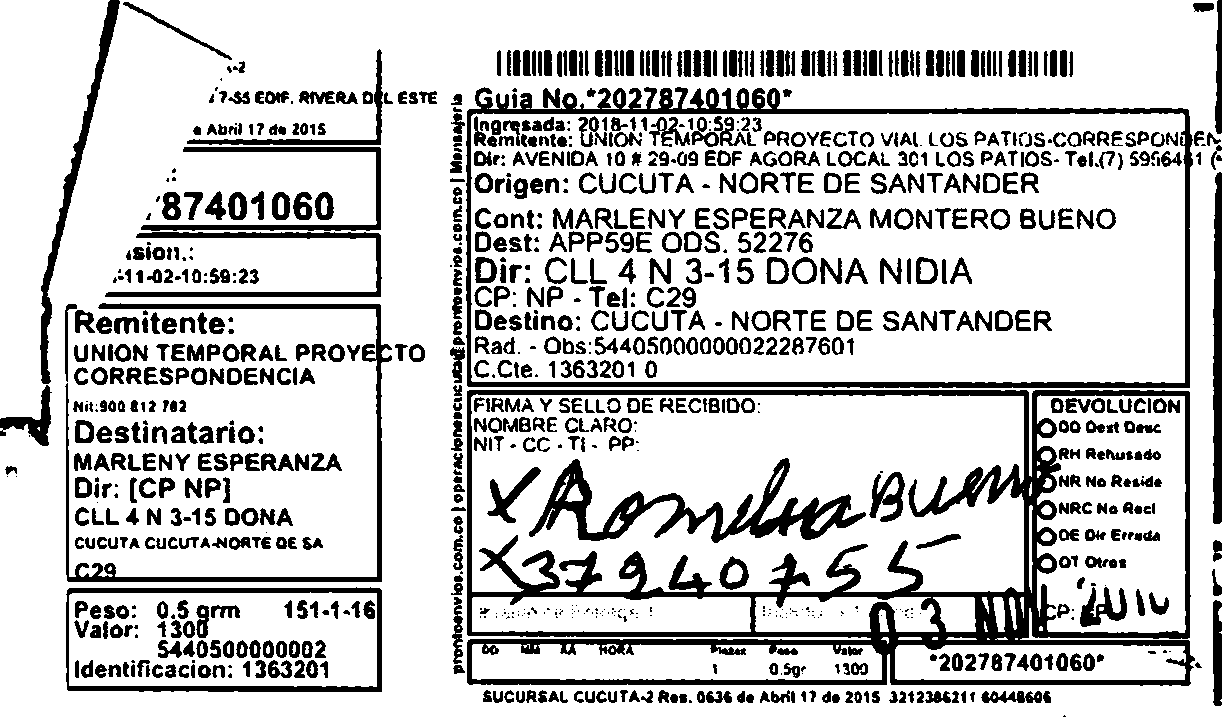 -2
7-55 EDIF. RIVERA DEL ESTE
e Abril 17 de 2015
87401060
sion.:
-11-02-10:59:23
Remitente:
UNION TEMPORAL PROYECTO
CORRESPONDENCIA
Nit:900 812 782
Destinatario:
MARLENY ESPERANZA
Dir: [CP NP]
CLL 4 N 3-15 DONA
CUCUTA CUCUTA-NORTE DE SA
C29
Peso: 0.5 grm 151-1-16
Valor: 1300
5440500000002
Identificacion: 1363201
prontoenvios.com.co | Mensajeria
Guia No.*202787401060*
Ingresada: 2018-11-02-10:59:23
Remitente: UNION TEMPORAL PROYECTO VIAL LOS PATIOS-CORRESPONDEN
Dir: AVENIDA 10 # 29-09 EDF AGORA LOCAL 301 LOS PATIOS- Tel.(7) 5956461 (
Origen: CUCUTA - NORTE DE SANTANDER
Cont: MARLENY ESPERANZA MONTERO BUENO
Dest: APP59E ODS. 52276
Dir: CLL 4 N 3-15 DONA NIDIA
CP: NP - Tel: C29
Destino: CUCUTA - NORTE DE SANTANDER
Rad. - Obs:54405000000022287601
C.Cte. 1363201 0
FIRMA Y SELLO DE RECIBIDO:
NOMBRE CLARO:
NIT - CC - TI - PP:
X Romelia Bueno
X 37240755
DEVOLUCION
DD Dest Desc
RH Rehusado
NR No Reside
NRC No Recl
DE Dir Errada
OT Otros
03 NOV
CP:
DD MM AA HORA
Piezas Peso Valor
1 0.5gr 1300
*202787401060*
SUCURSAL CUCUTA-2 Res. 0636 de Abril 17 de 2015 3212386211 60448606